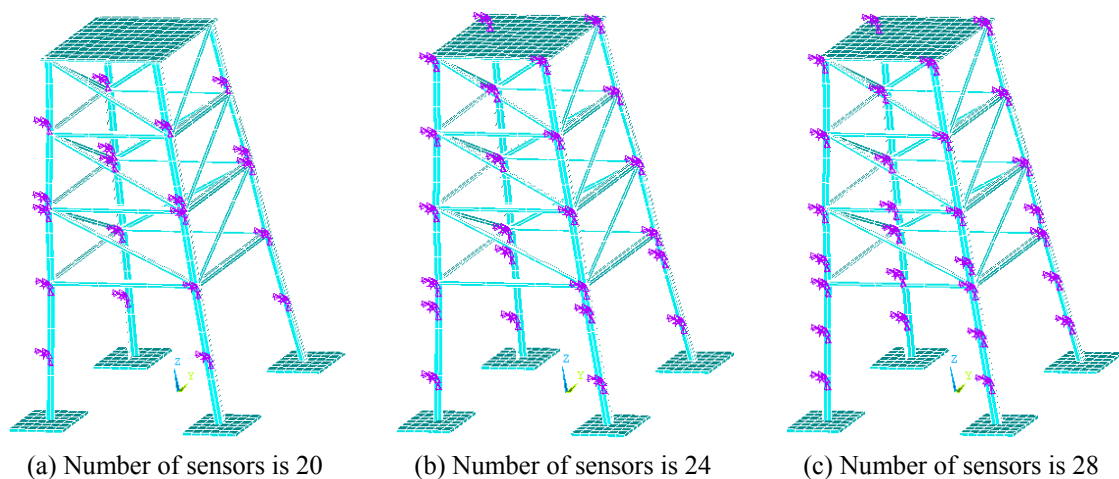 Z
Y
Z
Y
Z
Y
(a) Number of sensors is 20
(b) Number of sensors is 24
(c) Number of sensors is 28